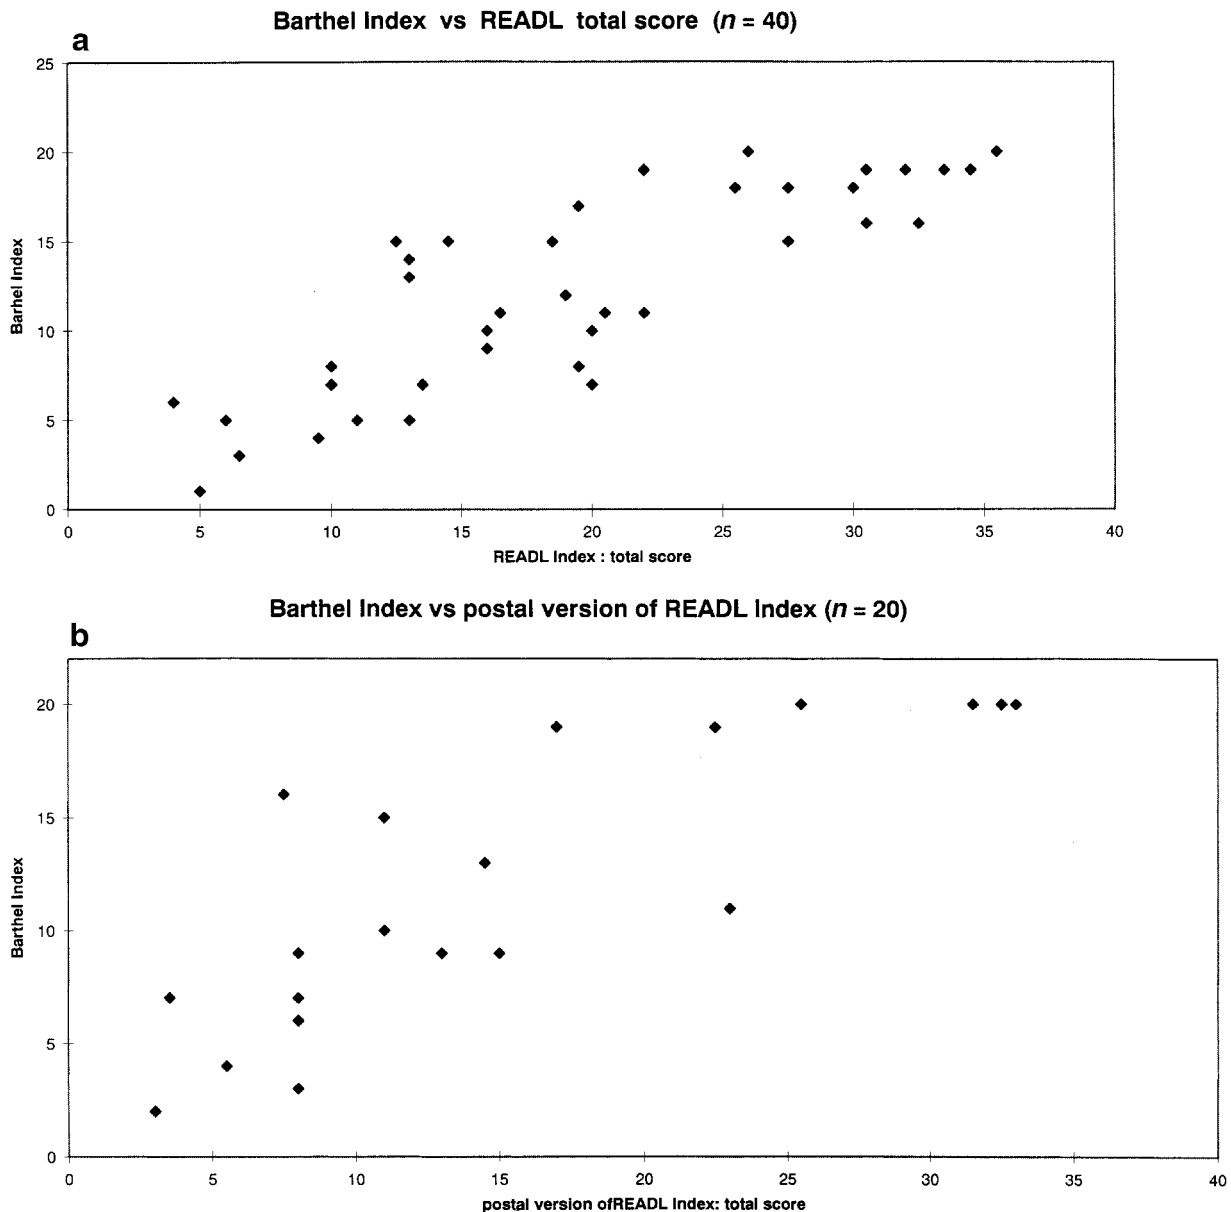 Barthel Index vs READL total score (n = 40)
a
25
20
15
10
5
0
Barhel Index
0 5 10 15 20 25 30 35 40
READL Index : total score
Barthel Index vs postal version of READL Index (n = 20)
b
20
15
10
5
0
Barthel Index
0 5 10 15 20 25 30 35 40
postal version ofREADL Index: total score